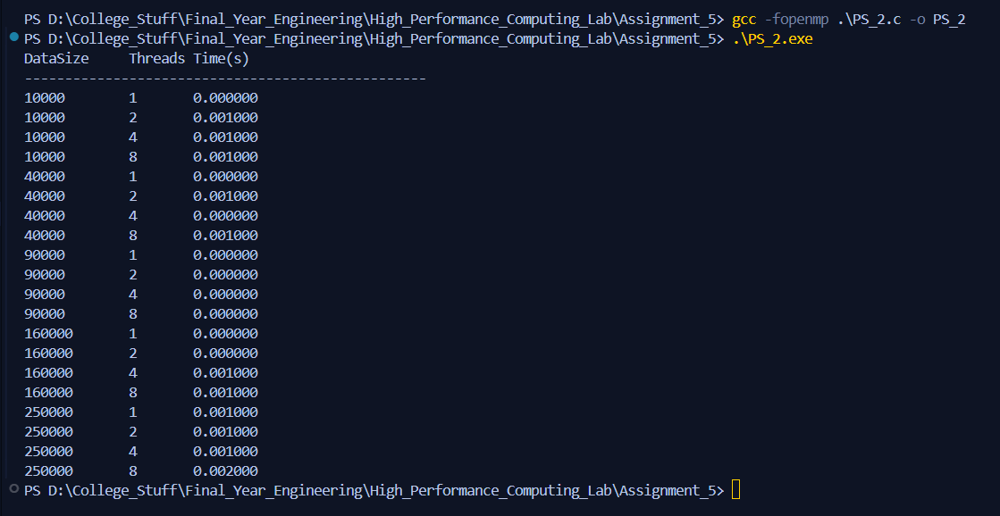 PS D:\College_Stuff\Final_Year_Engineering\High_Performance_Computing_Lab\Assignment_5> gcc -fopenmp .\PS_2.c -o PS_2
PS D:\College_Stuff\Final_Year_Engineering\High_Performance_Computing_Lab\Assignment_5> .\PS_2.exe
DataSize     Threads Time(s)
--------------------------------------------------
10000        1       0.000000
10000        2       0.001000
10000        4       0.001000
10000        8       0.001000
40000        1       0.000000
40000        2       0.001000
40000        4       0.000000
40000        8       0.001000
90000        1       0.000000
90000        2       0.000000
90000        4       0.000000
90000        8       0.000000
160000       1       0.000000
160000       2       0.000000
160000       4       0.001000
160000       8       0.001000
250000       1       0.001000
250000       2       0.001000
250000       4       0.001000
250000       8       0.002000
PS D:\College_Stuff\Final_Year_Engineering\High_Performance_Computing_Lab\Assignment_5>